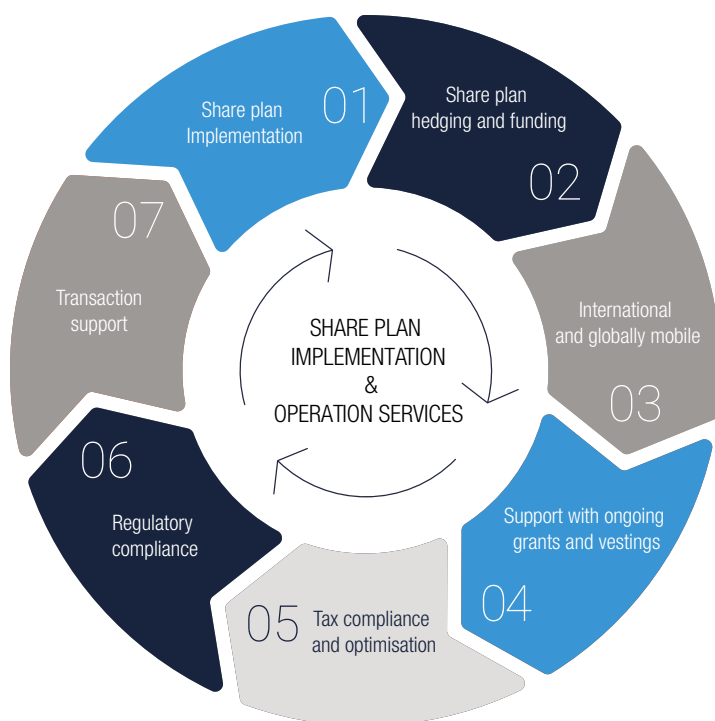 01
Share plan
Implementation
Share plan
hedging and funding
02
International
and globally mobile
03
Support with ongoing
grants and vestings
04
05
Tax compliance
and optimisation
06
Regulatory
compliance
07
Transaction
support
SHARE PLAN
IMPLEMENTATION
&
OPERATION SERVICES